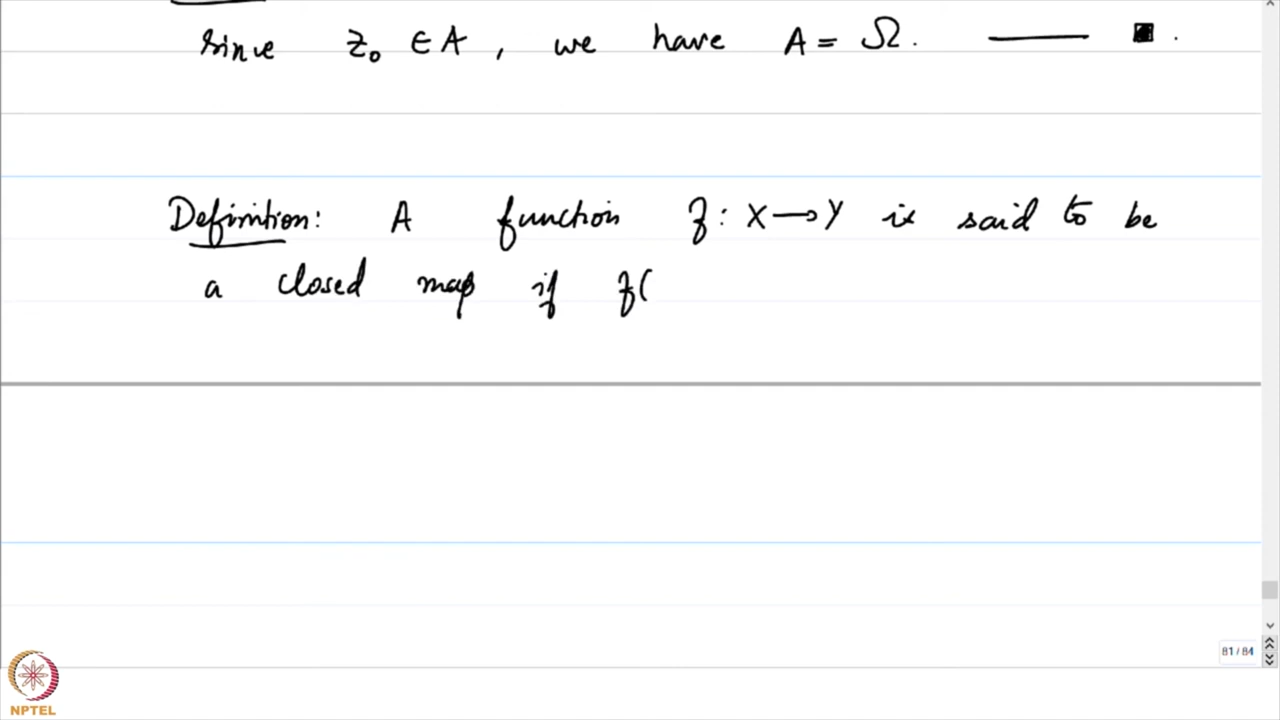 since z₀ ∈ A, we have A = Ω. ——— ■.
Definition: A function f: X → Y is said to be
a closed map if f(
81 / 84
NPTEL